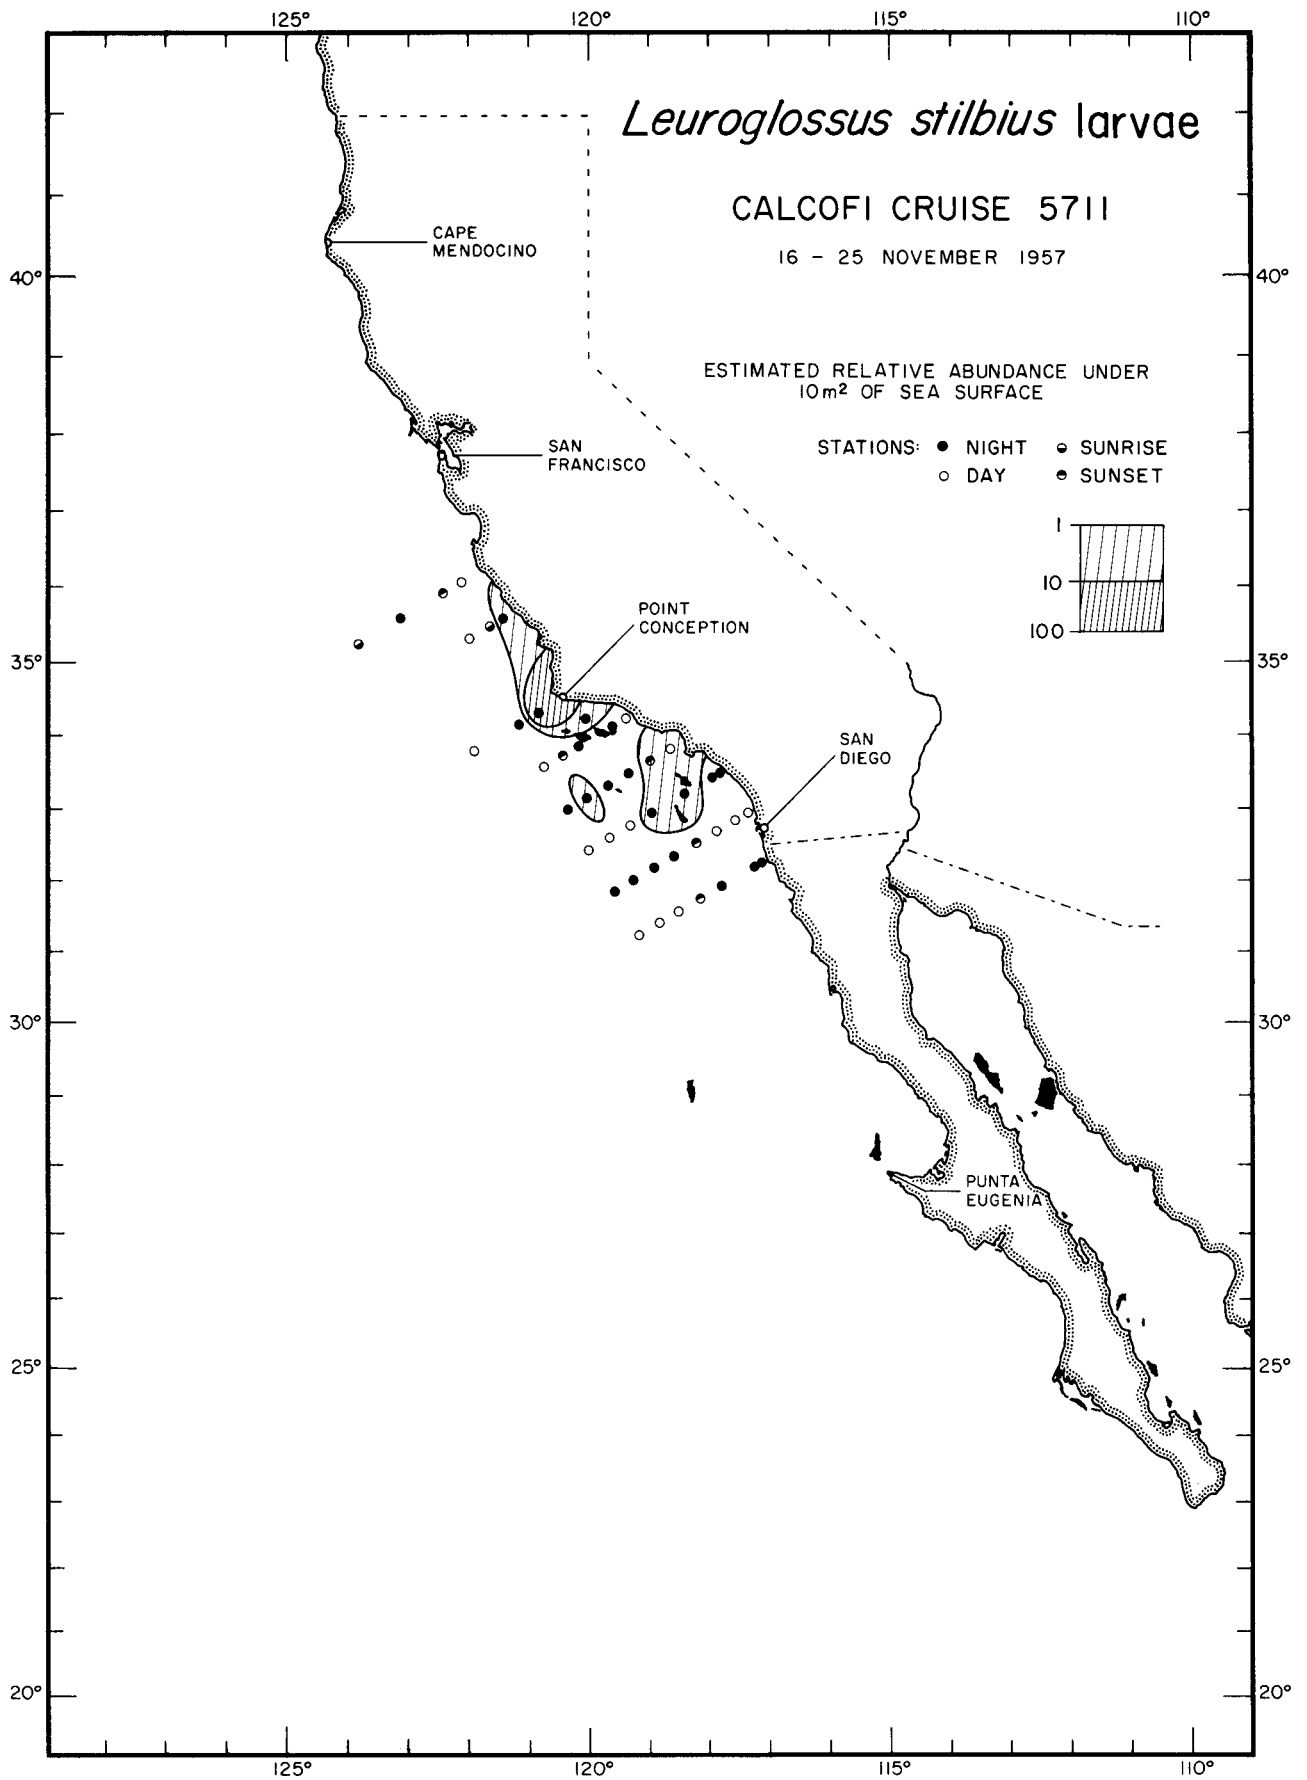 125° 120° 115° 110°
Leuroglossus stilbius larvae
CALCOFI CRUISE 5711
16 – 25 NOVEMBER 1957
CAPE
MENDOCINO
40° 40°
ESTIMATED RELATIVE ABUNDANCE UNDER
10m² OF SEA SURFACE
STATIONS: ● NIGHT ◒ SUNRISE
○ DAY ◓ SUNSET
SAN
FRANCISCO
1
10
100
POINT
CONCEPTION
35° 35°
SAN
DIEGO
30° 30°
PUNTA
EUGENIA
25° 25°
20° 20°
125° 120° 115° 110°